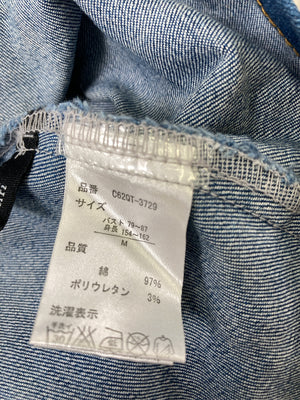 品番 C62QT-3729
サイズ
バスト 79~87
身長 154~162
M
品質
綿 97%
ポリウレタン 3%
洗濯表示